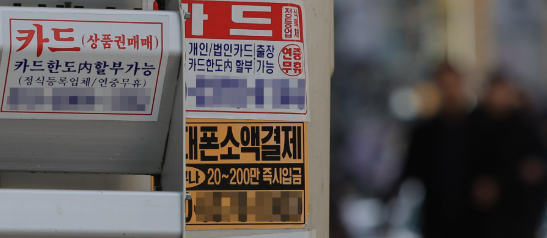 카드(상품권매매)
카드한도內할부가능
(정식등록업체/연중무휴)
카드
정식등록업체
개인/법인카드 출장
카드한도內 할부 가능
연중무휴
대폰소액결제
20~200만 즉시입금